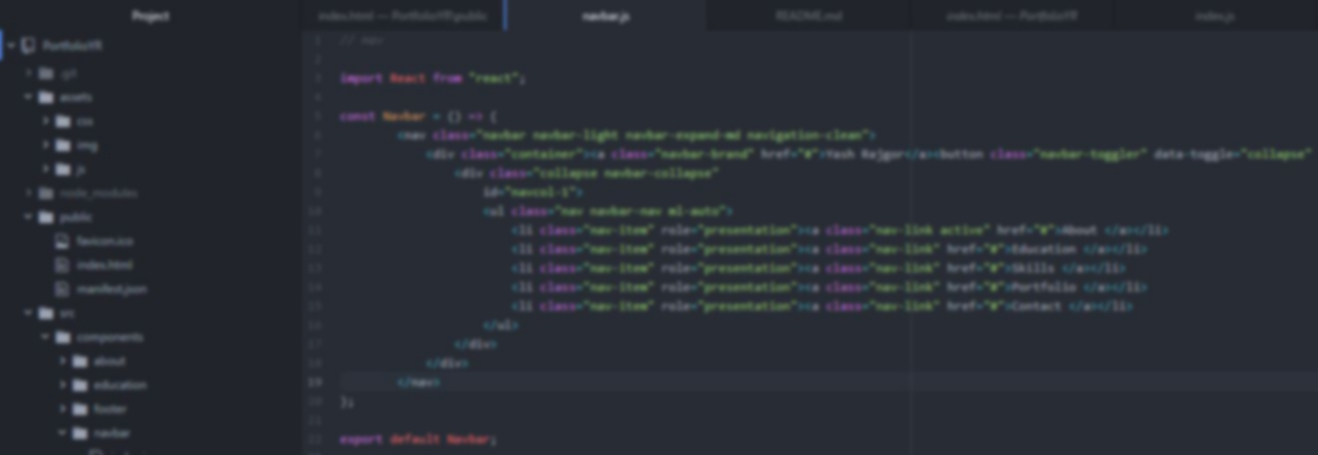 Project
index.html — PortfolioYR\public
navbar.js
README.md
index.html — PortfolioYR
index.js
PortfolioYR
.git
assets
css
img
js
node_modules
public
favicon.ico
index.html
manifest.json
src
components
about
education
footer
navbar
1 // nav
2
3 import React from "react";
4
5 const Navbar = () => {
6 <nav class="navbar navbar-light navbar-expand-md navigation-clean">
7 <div class="container"><a class="navbar-brand" href="#">Yash Rajgor</a><button class="navbar-toggler" data-toggle="collapse"
8 <div class="collapse navbar-collapse"
9 id="navcol-1">
10 <ul class="nav navbar-nav ml-auto">
11 <li class="nav-item" role="presentation"><a class="nav-link active" href="#">About </a></li>
12 <li class="nav-item" role="presentation"><a class="nav-link" href="#">Education </a></li>
13 <li class="nav-item" role="presentation"><a class="nav-link" href="#">Skills </a></li>
14 <li class="nav-item" role="presentation"><a class="nav-link" href="#">Portfolio </a></li>
15 <li class="nav-item" role="presentation"><a class="nav-link" href="#">Contact </a></li>
16 </ul>
17 </div>
18 </div>
19 </nav>
20 );
21
22 export default Navbar;